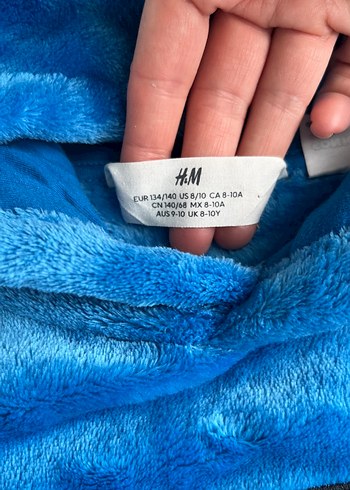 H&M
EUR 134/140 US 8/10 CA 8-10A
CN 140/68 MX 8-10A
AUS 9-10 UK 8-10Y